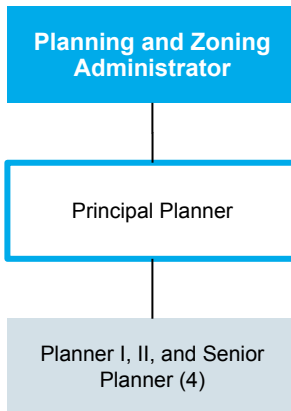 Planning and Zoning
Administrator
Principal Planner
Planner I, II, and Senior
Planner (4)